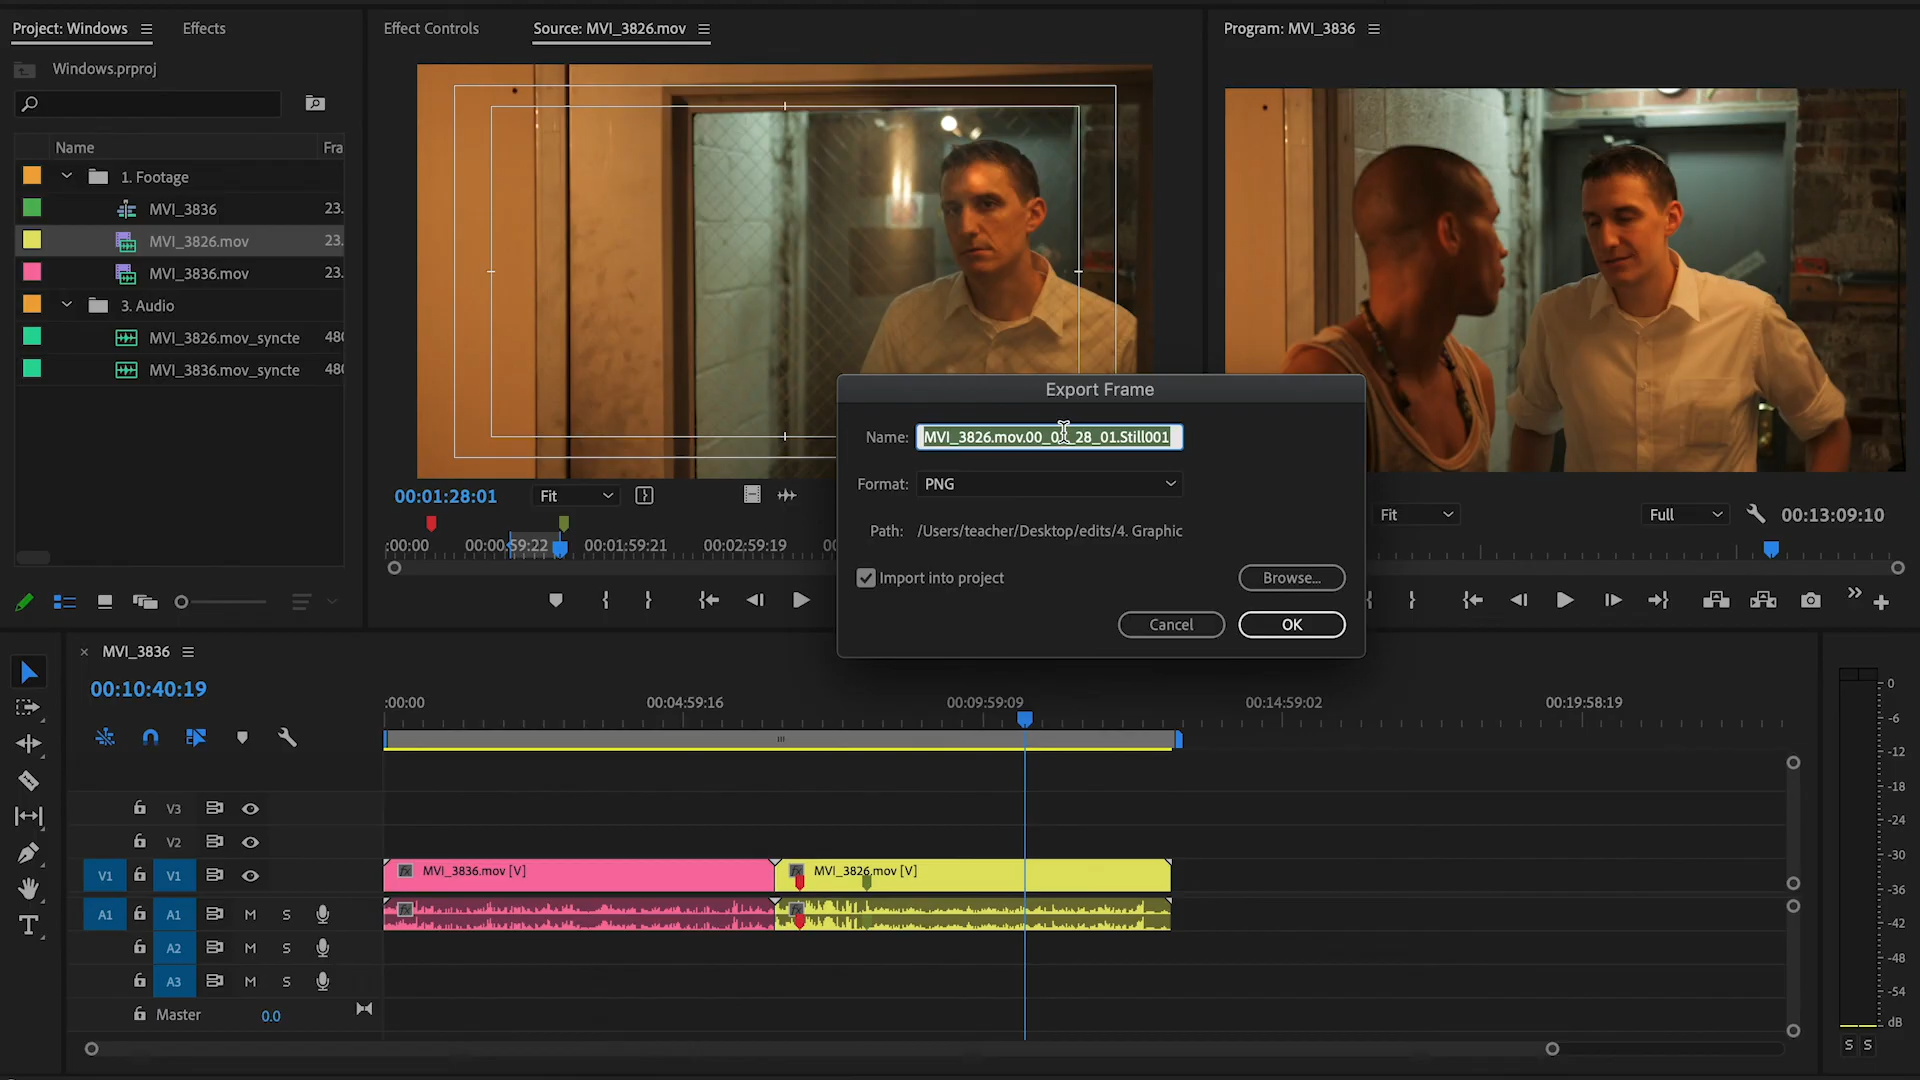 Project: Windows
Effects
Effect Controls
Source: MVI_3826.mov
Program: MVI_3836
Windows.prproj
Name
Fra
1. Footage
MVI_3836
23.
MVI_3826.mov
23.
MVI_3836.mov
23.
3. Audio
MVI_3826.mov_syncte
MVI_3836.mov_syncte
Export Frame
Name: MVI_3826.mov.00_01_28_01.Still001
Format: PNG
Path: /Users/teacher/Desktop/edits/4. Graphic
Import into project
Browse...
Cancel
OK
00:01:28:01
Fit
Fit
Full
00:13:09:10
:00:00
00:00:59:22
00:01:59:21
00:02:59:19
MVI_3836
00:10:40:19
:00:00
00:04:59:16
00:09:59:09
00:14:59:02
00:19:58:19
V3
V2
V1
V1
MVI_3836.mov [V]
MVI_3826.mov [V]
A1
A1
M
S
A2
M
S
A3
M
S
Master
0.0
0
-6
-12
-18
-24
-30
-36
-42
-48
-54
dB
S
S